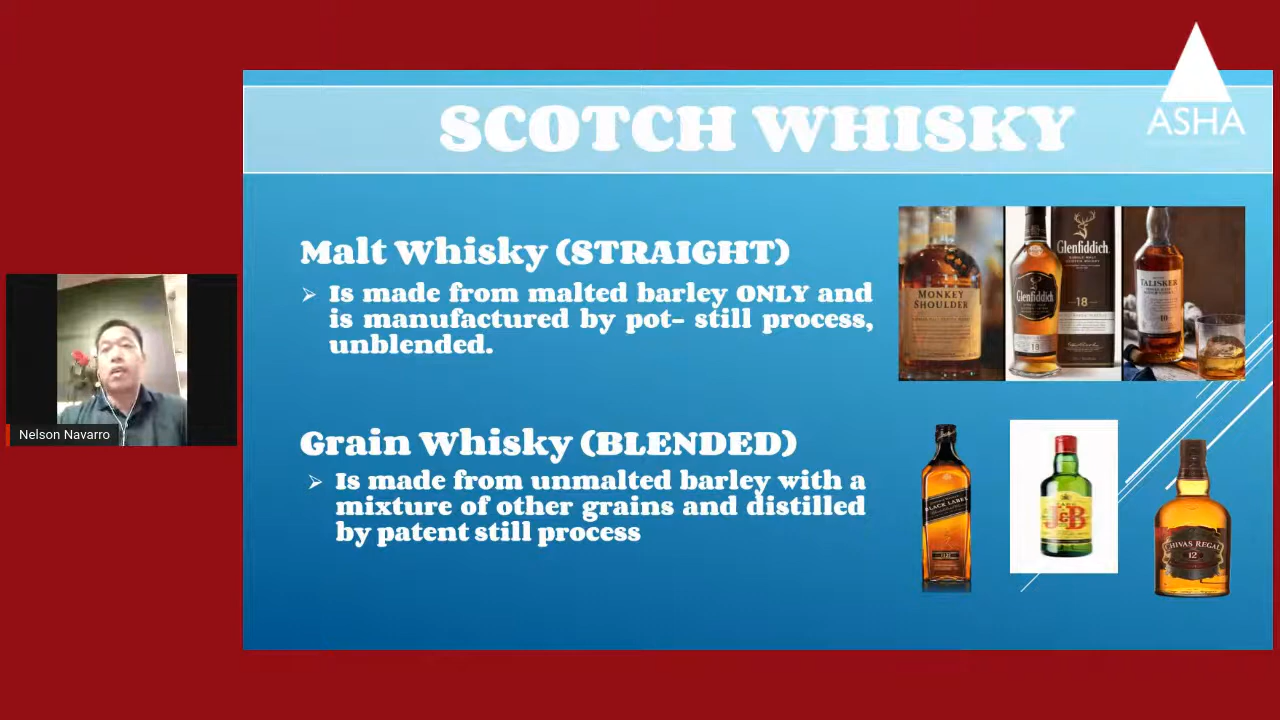 SCOTCH WHISKY
ASHA
Malt Whisky (STRAIGHT)
Is made from malted barley ONLY and
is manufactured by pot- still process,
unblended.
MONKEY
SHOULDER
Glenfiddich
18
Glenfiddich
18
TALISKER
10
Nelson Navarro
Grain Whisky (BLENDED)
Is made from unmalted barley with a
mixture of other grains and distilled
by patent still process
BLACK LABEL
J&B
CHIVAS REGAL
12